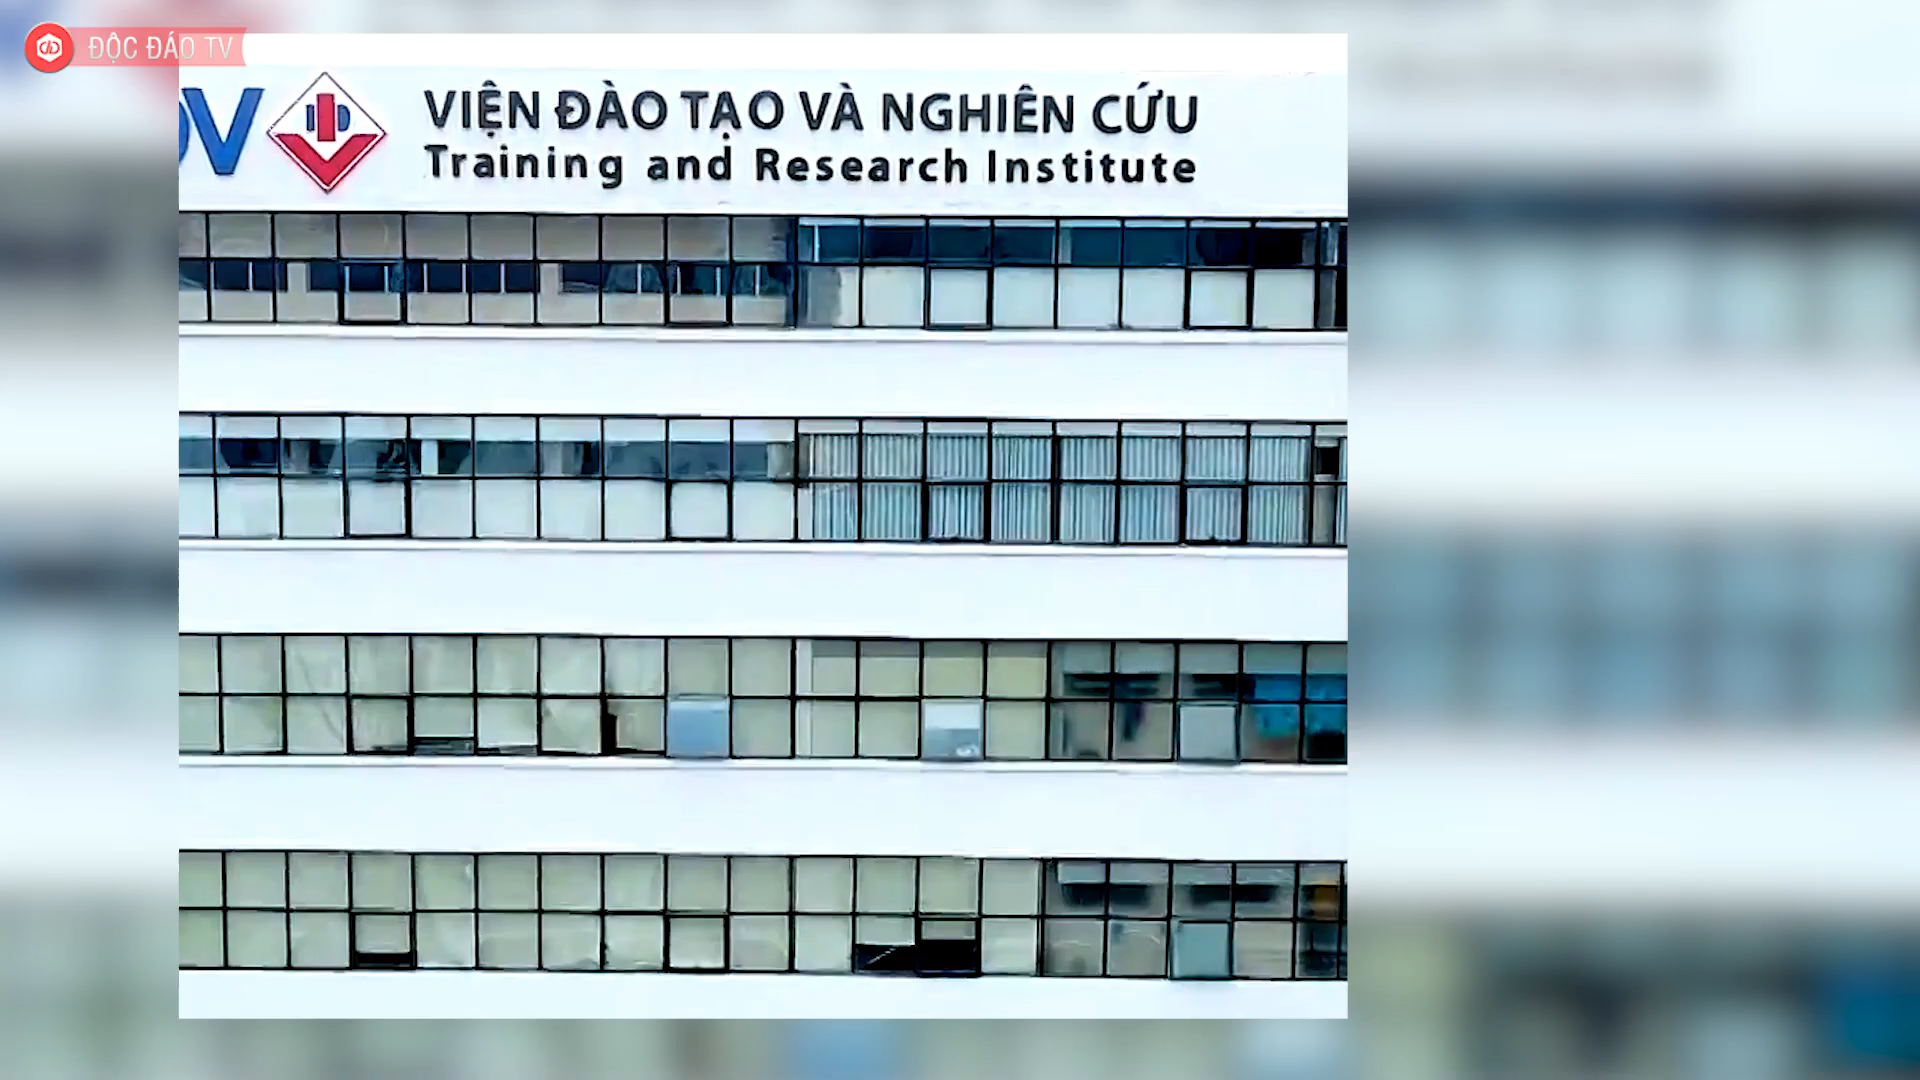 ĐỘC ĐÁO TV
VIỆN ĐÀO TẠO VÀ NGHIÊN CỨU
Training and Research Institute